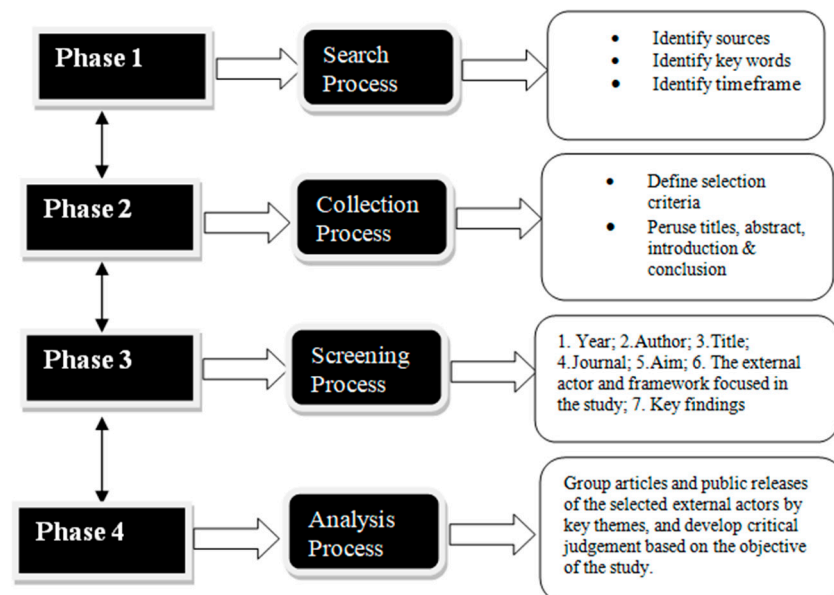 Phase 1
Search
Process
• Identify sources
• Identify key words
• Identify timeframe
Phase 2
Collection
Process
• Define selection
criteria
• Peruse titles, abstract,
introduction &
conclusion
Phase 3
Screening
Process
1. Year; 2.Author; 3.Title;
4.Journal; 5.Aim; 6. The external
actor and framework focused in
the study; 7. Key findings
Phase 4
Analysis
Process
Group articles and public releases
of the selected external actors by
key themes, and develop critical
judgement based on the objective
of the study.